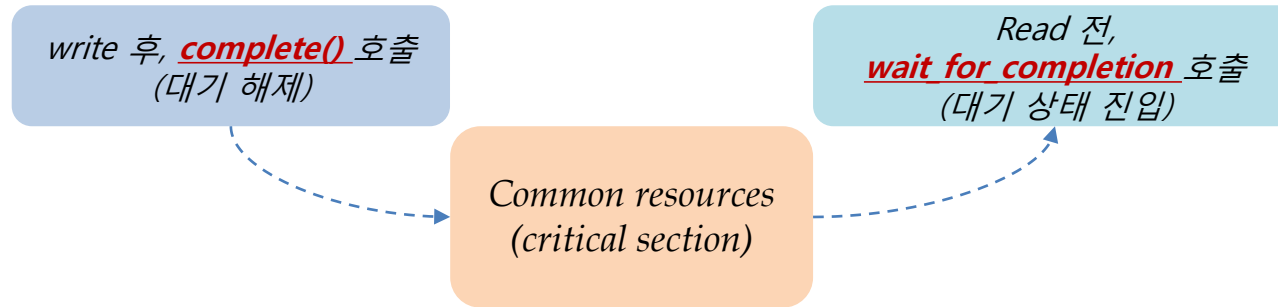 write 후, complete() 호출
(대기 해제)
Read 전,
wait_for_completion 호출
(대기 상태 진입)
Common resources
(critical section)